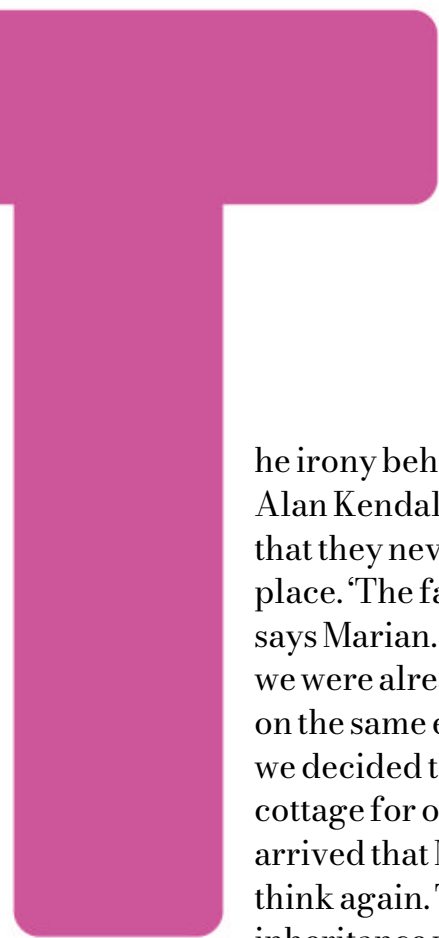 T
he irony beh
Alan Kendal
that they nev
place. ‘The fa
says Marian.
we were alre
on the same e
we decided t
cottage for o
arrived that
think again. T
inheritance